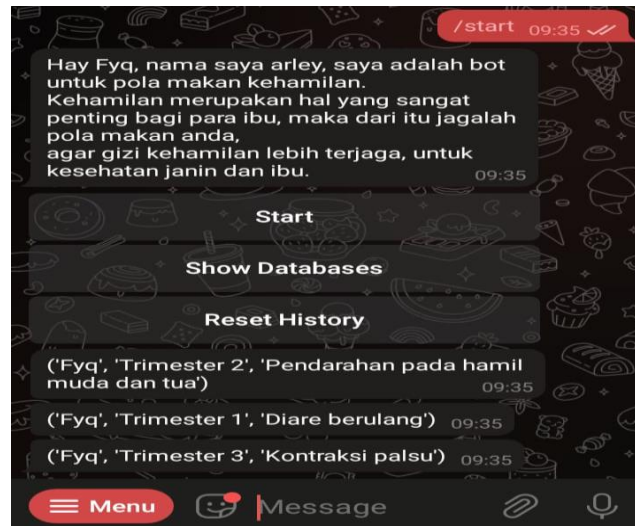 /start 09:35
Hay Fyq, nama saya arley, saya adalah bot
untuk pola makan kehamilan.
Kehamilan merupakan hal yang sangat
penting bagi para ibu, maka dari itu jagalah
pola makan anda,
agar gizi kehamilan lebih terjaga, untuk
kesehatan janin dan ibu. 09:35
Start
Show Databases
Reset History
('Fyq', 'Trimester 2', 'Pendarahan pada hamil
muda dan tua') 09:35
('Fyq', 'Trimester 1', 'Diare berulang') 09:35
('Fyq', 'Trimester 3', 'Kontraksi palsu') 09:35
Menu Message